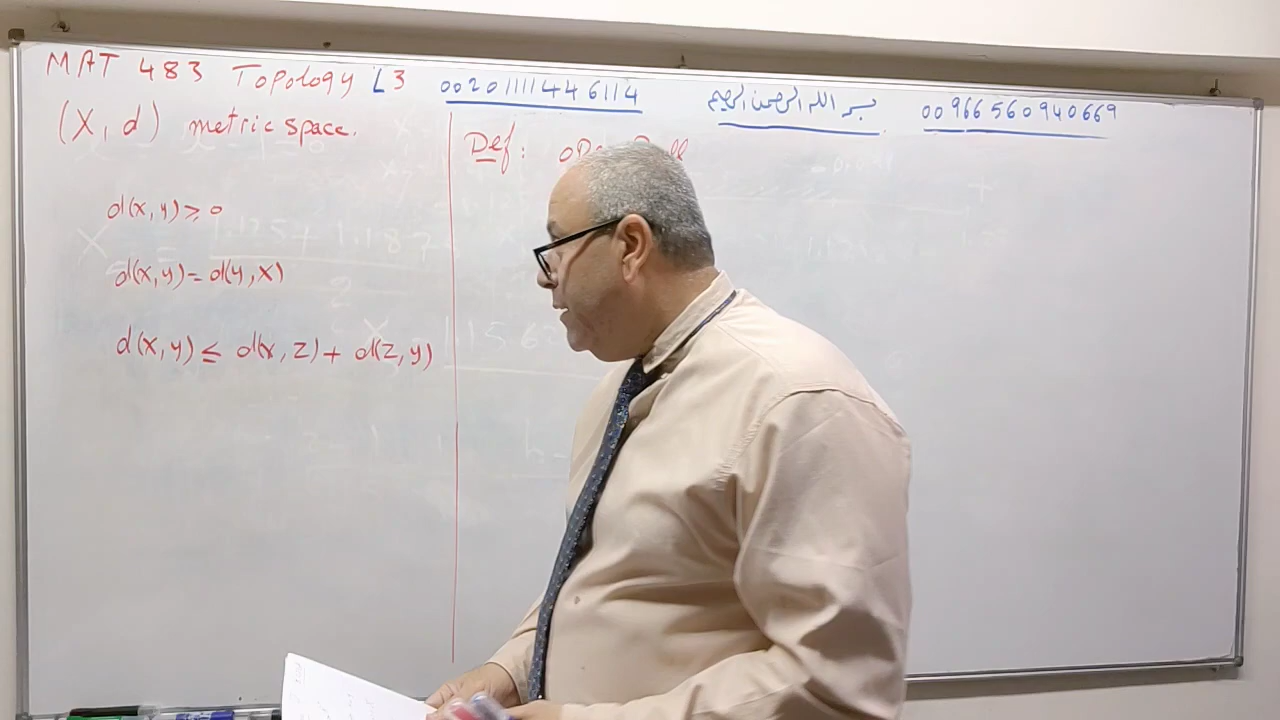 MAT 483 Topology L3
00201111446114
بسم الله الرحمن الرحيم
00966560940669
(X, d) metric space.
d(x, y) ≥ 0
d(x, y) = d(y, x)
d(x, y) ≤ d(x, z) + d(z, y)
Def: